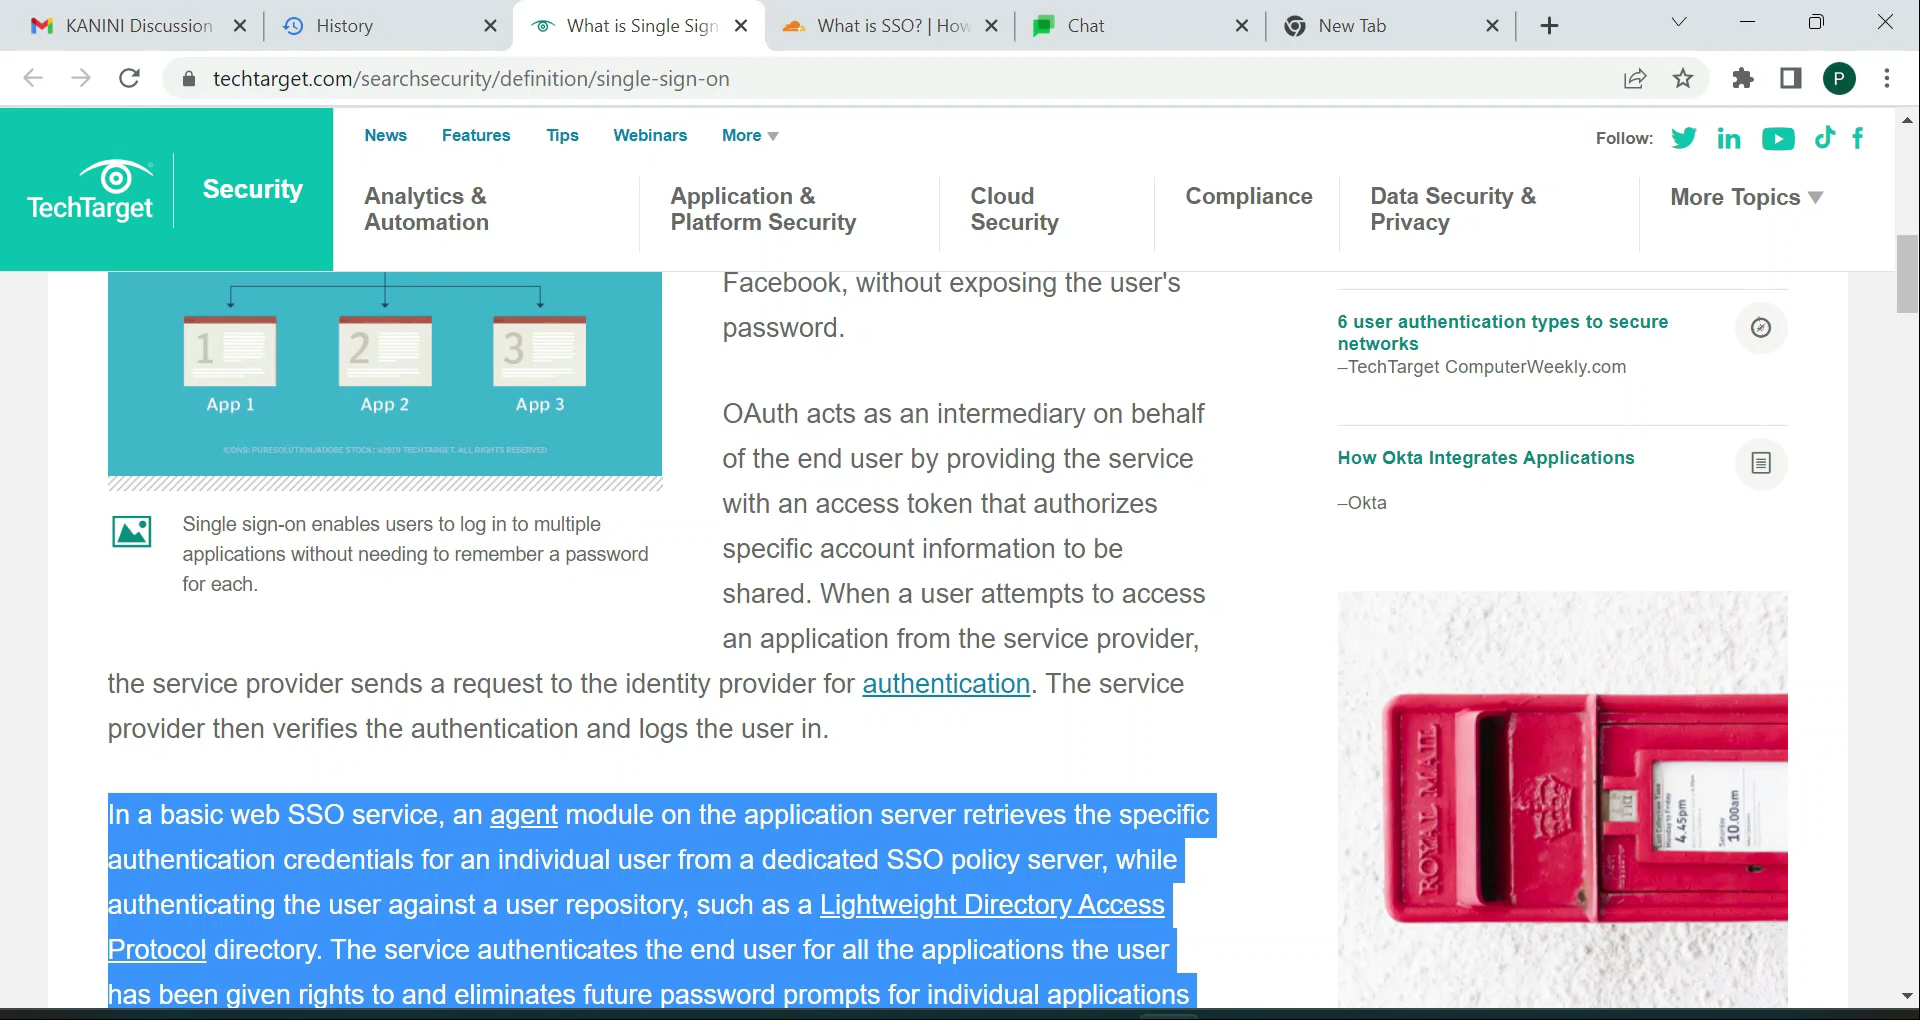 KANINI Discussion
History
What is Single Sign
What is SSO? | How
Chat
New Tab
techtarget.com/searchsecurity/definition/single-sign-on
P
TechTarget
Security
News Features Tips Webinars More
Follow:
Analytics &
Automation
Application &
Platform Security
Cloud
Security
Compliance
Data Security &
Privacy
More Topics
1 2 3
App 1 App 2 App 3
ICONS: PURESOLUTION/ADOBE STOCK; ©2019 TECHTARGET. ALL RIGHTS RESERVED
Single sign-on enables users to log in to multiple
applications without needing to remember a password
for each.
Facebook, without exposing the user's
password.
OAuth acts as an intermediary on behalf
of the end user by providing the service
with an access token that authorizes
specific account information to be
shared. When a user attempts to access
an application from the service provider,
the service provider sends a request to the identity provider for authentication. The service
provider then verifies the authentication and logs the user in.
In a basic web SSO service, an agent module on the application server retrieves the specific
authentication credentials for an individual user from a dedicated SSO policy server, while
authenticating the user against a user repository, such as a Lightweight Directory Access
Protocol directory. The service authenticates the end user for all the applications the user
has been given rights to and eliminates future password prompts for individual applications
6 user authentication types to secure
networks
–TechTarget ComputerWeekly.com
How Okta Integrates Applications
–Okta
ROYAL MAIL
4.45pm
Saturday
10.00am